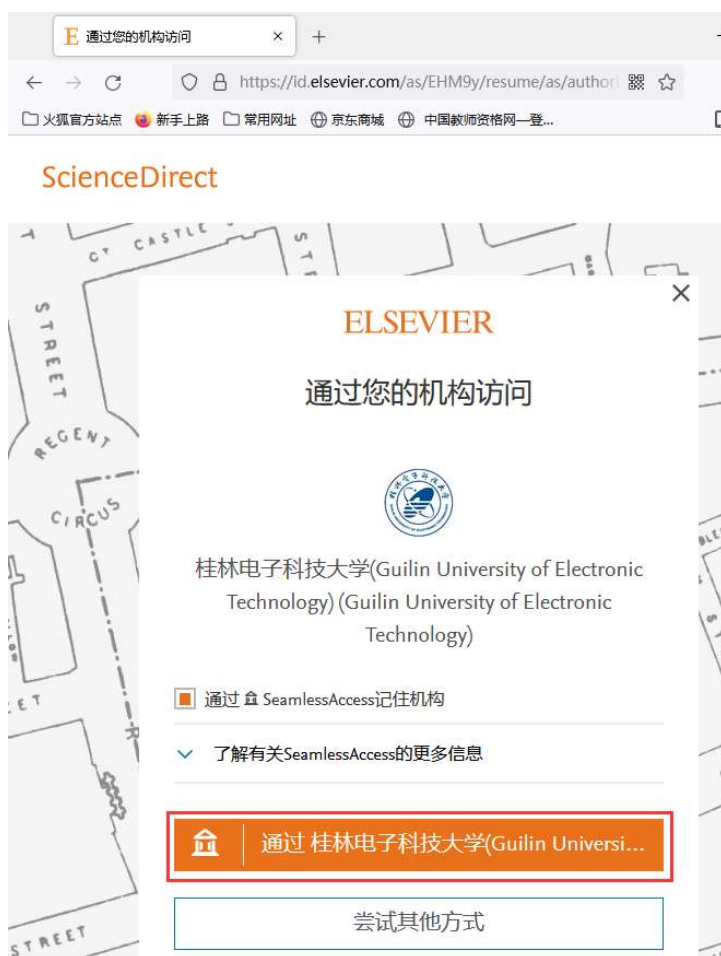 E 通过您的机构访问 × +
https://id.elsevier.com/as/EHM9y/resume/as/author
火狐官方站点 新手上路 常用网址 京东商城 中国教师资格网—登...
ScienceDirect
CT CASTLE
ST
STREET
REGENT
CIRCUS
ET
STREET
ELSEVIER
通过您的机构访问
桂林电子科技大学(Guilin University of Electronic
Technology) (Guilin University of Electronic
Technology)
通过 SeamlessAccess记住机构
了解有关SeamlessAccess的更多信息
通过 桂林电子科技大学(Guilin Universi...
尝试其他方式